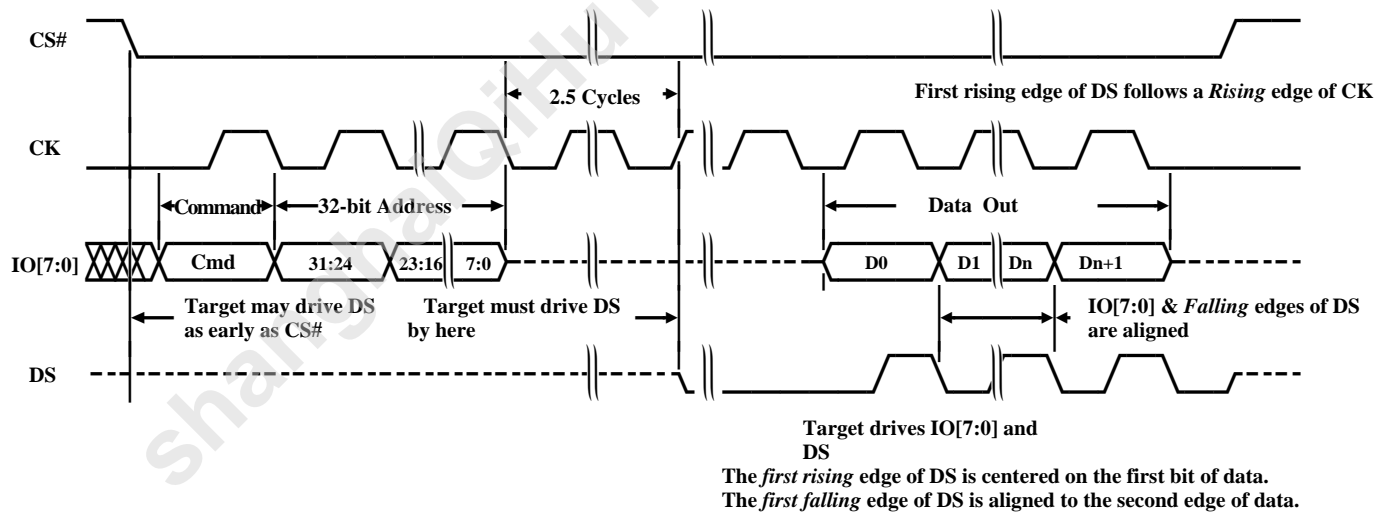 CS#
2.5 Cycles
First rising edge of DS follows a Rising edge of CK
CK
Command
32-bit Address
Data Out
IO[7:0]
Cmd
31:24
23:16
7:0
D0
D1
Dn
Dn+1
Target may drive DS
as early as CS#
Target must drive DS
by here
IO[7:0] & Falling edges of DS
are aligned
DS
Target drives IO[7:0] and
DS
The first rising edge of DS is centered on the first bit of data.
The first falling edge of DS is aligned to the second edge of data.